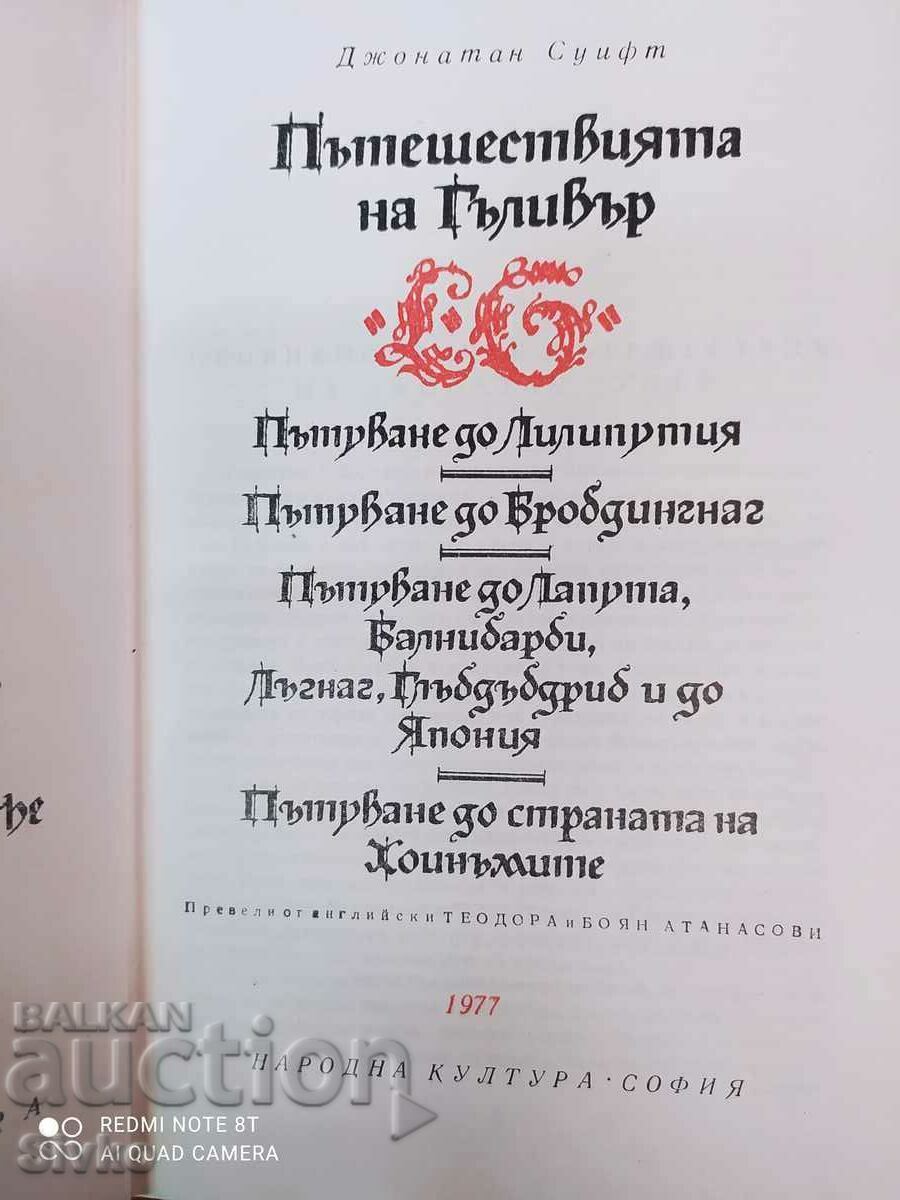 Джонатан Суифт
Пътешествията
на Гъливър
"L·G"
Пътуване до Лилипутия
Пътуване до Бробдингнаг
Пътуване до Лапута,
Балнибарби,
Лъгнаг, Глъбдъбдриб и до
Япония
Пътуване до страната на
Хоинъмите
Превели от английски ТЕОДОРА и БОЯН АТАНАСОВИ
1977
НАРОДНА КУЛТУРА · СОФИЯ
BALKAN
auction
REDMI NOTE 8T
AI QUAD CAMERA